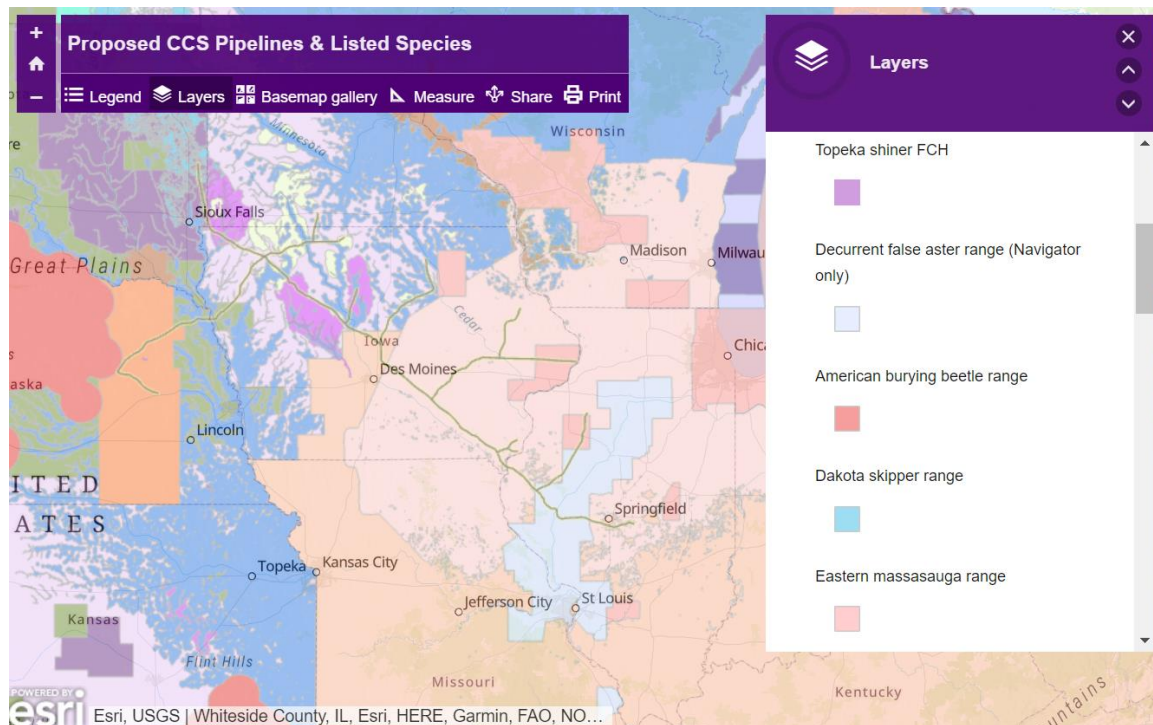 +
Proposed CCS Pipelines & Listed Species
–
Legend Layers Basemap gallery Measure Share Print
Layers
Topeka shiner FCH
Decurrent false aster range (Navigator
only)
American burying beetle range
Dakota skipper range
Eastern massasauga range
Minnesota
Wisconsin
re
Sioux Falls
Great Plains
Madison
Milwau
Cedar
Iowa
Chica
Des Moines
aska
Lincoln
ITED
ATES
Springfield
Topeka
Kansas City
Jefferson City
St Louis
Kansas
Flint Hills
Missouri
Kentucky
untains
POWERED BY
esri
Esri, USGS | Whiteside County, IL, Esri, HERE, Garmin, FAO, NO…